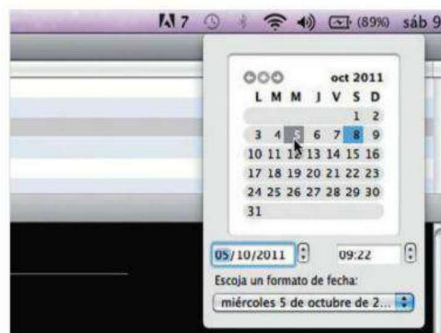 7 (89%) sáb 9
oct 2011
L M M J V S D
1 2
3 4 5 6 7 8 9
10 11 12 13 14 15 16
17 18 19 20 21 22 23
24 25 26 27 28 29 30
31
05/10/2011 09:22
Escoja un formato de fecha:
miércoles 5 de octubre de 2...